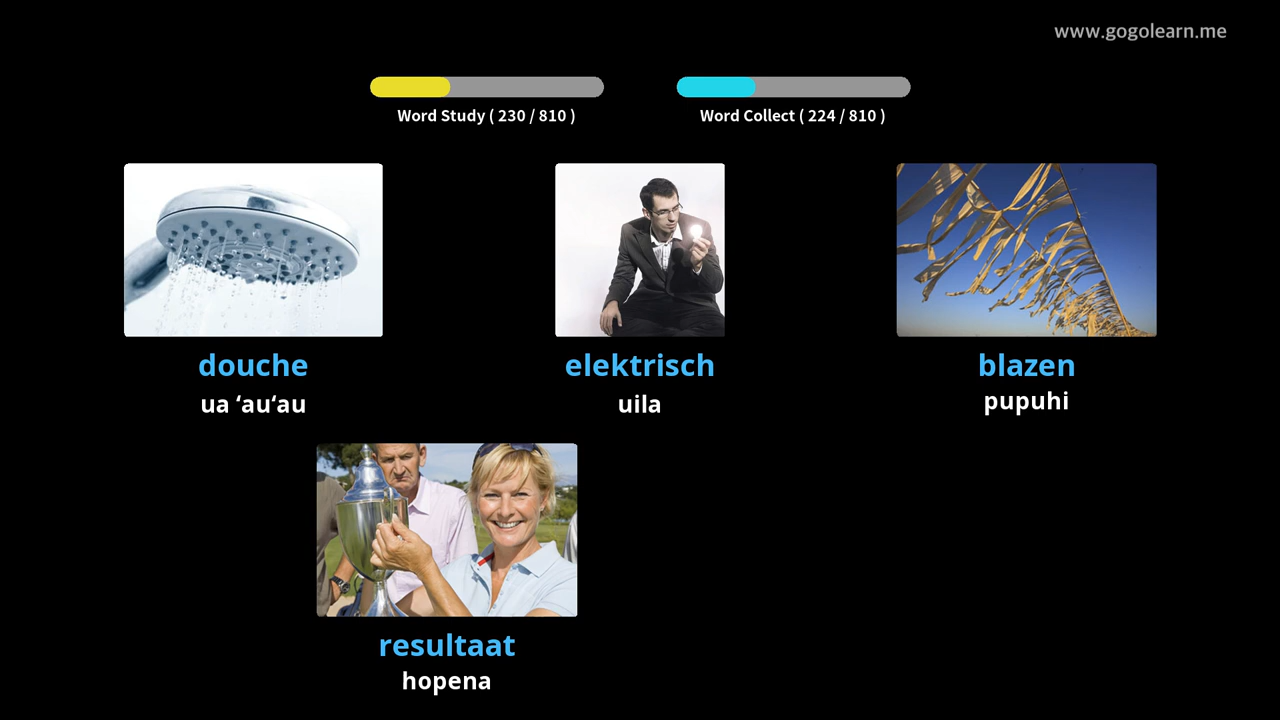 www.gogolearn.me
Word Study ( 230 / 810 )
Word Collect ( 224 / 810 )
douche
ua ʻauʻau
elektrisch
uila
blazen
pupuhi
resultaat
hopena